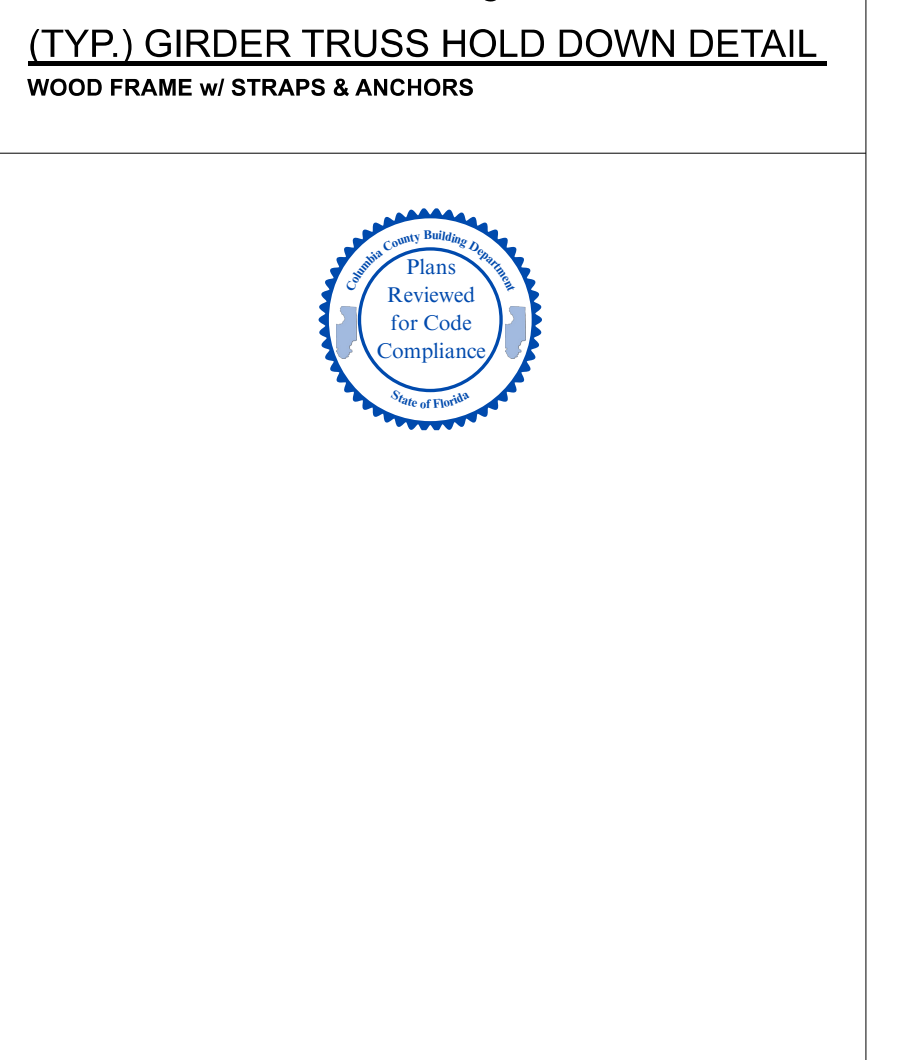 (TYP.) GIRDER TRUSS HOLD DOWN DETAIL
WOOD FRAME w/ STRAPS & ANCHORS
Columbia County Building Department
Plans
Reviewed
for Code
Compliance
State of Florida